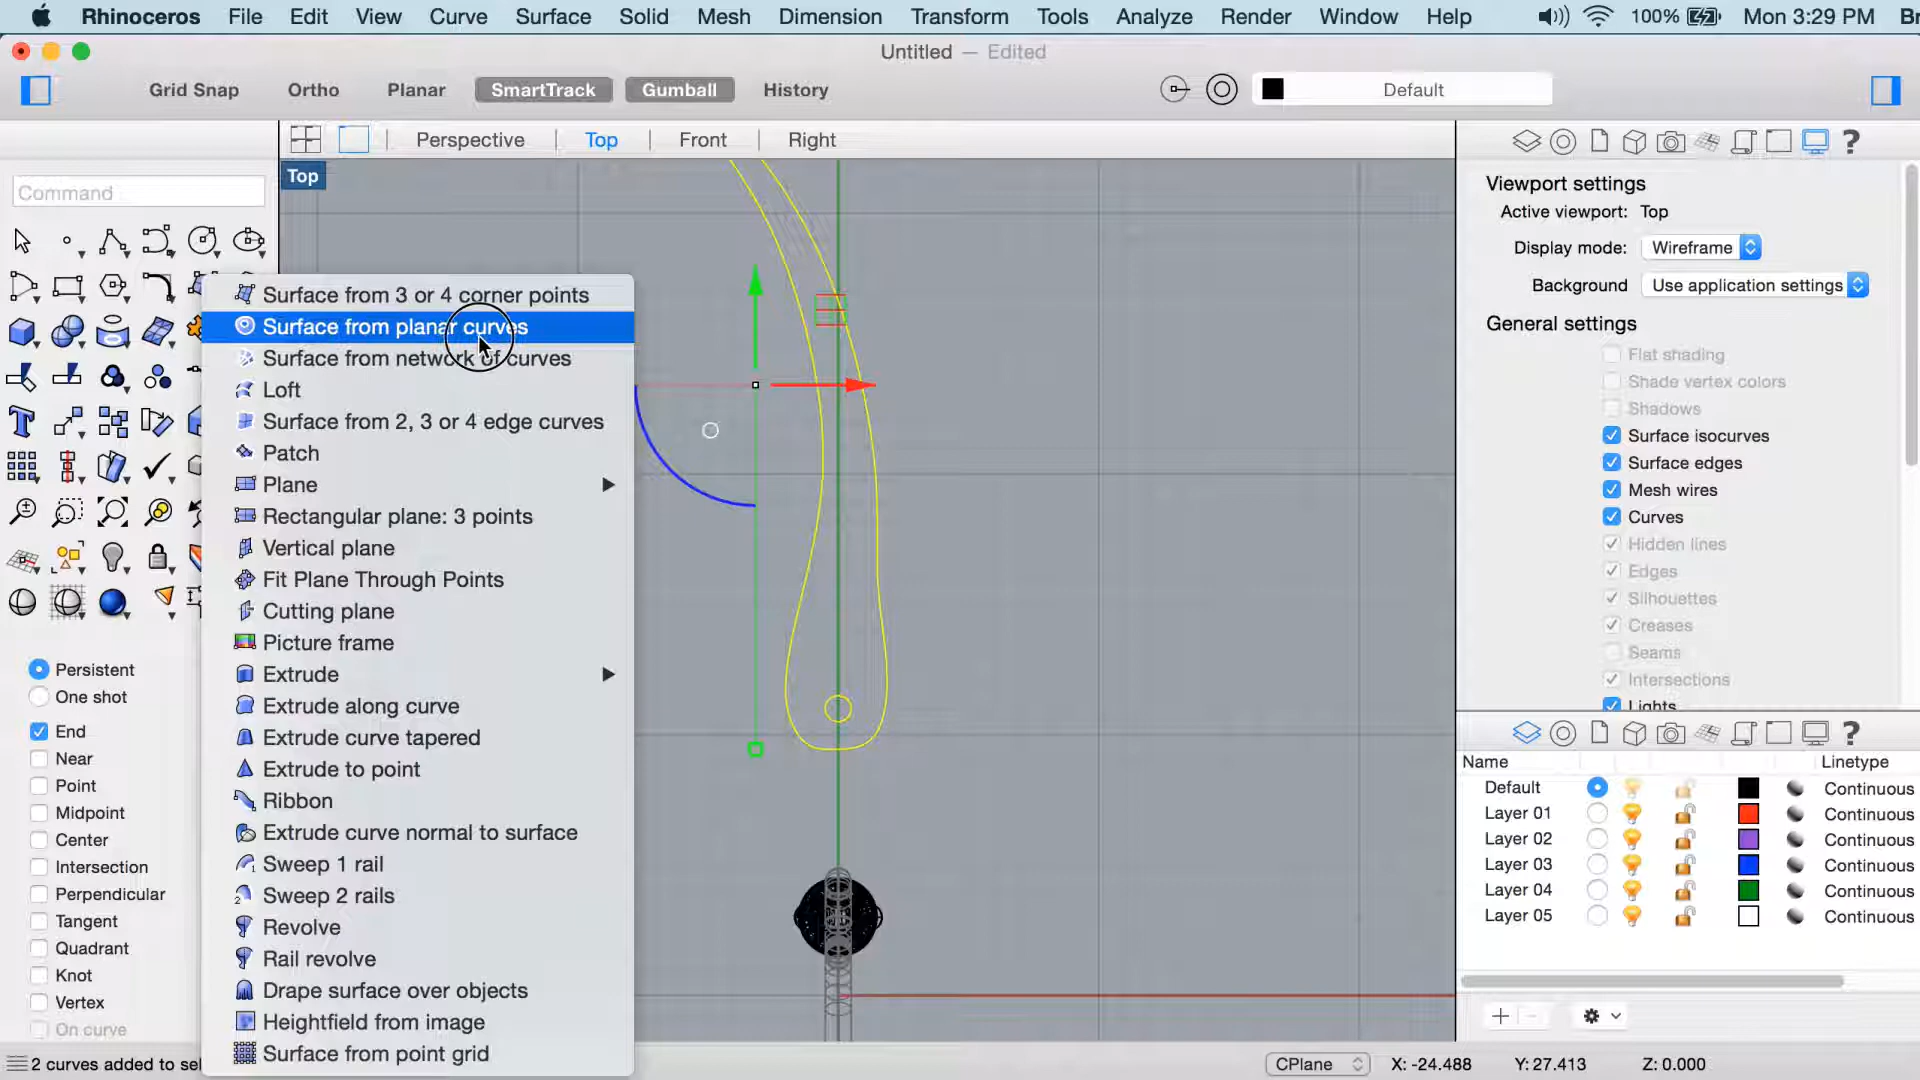 Rhinoceros File Edit View Curve Surface Solid Mesh Dimension Transform Tools Analyze Render Window Help 100% Mon 3:29 PM Br
Untitled — Edited
Grid Snap Ortho Planar SmartTrack Gumball History Default
Perspective Top Front Right
Top
Command
Surface from 3 or 4 corner points
Surface from planar curves
Surface from network of curves
Loft
Surface from 2, 3 or 4 edge curves
Patch
Plane
Rectangular plane: 3 points
Vertical plane
Fit Plane Through Points
Cutting plane
Picture frame
Extrude
Extrude along curve
Extrude curve tapered
Extrude to point
Ribbon
Extrude curve normal to surface
Sweep 1 rail
Sweep 2 rails
Revolve
Rail revolve
Drape surface over objects
Heightfield from image
Surface from point grid
Persistent
One shot
End
Near
Point
Midpoint
Center
Intersection
Perpendicular
Tangent
Quadrant
Knot
Vertex
On curve
2 curves added to sel
Viewport settings
Active viewport: Top
Display mode: Wireframe
Background Use application settings
General settings
Flat shading
Shade vertex colors
Shadows
Surface isocurves
Surface edges
Mesh wires
Curves
Hidden lines
Edges
Silhouettes
Creases
Seams
Intersections
Lights
Name Linetype
Default Continuous
Layer 01 Continuous
Layer 02 Continuous
Layer 03 Continuous
Layer 04 Continuous
Layer 05 Continuous
CPlane X: -24.488 Y: 27.413 Z: 0.000